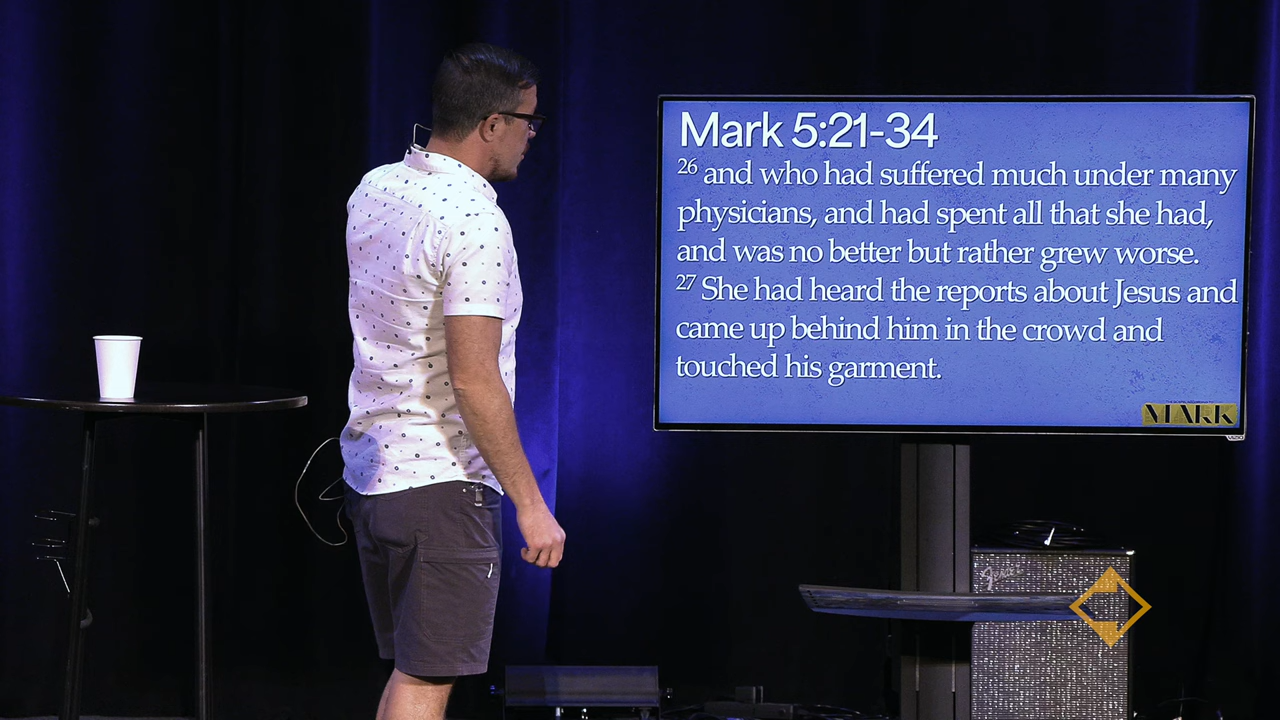 Mark 5:21-34
26 and who had suffered much under many
physicians, and had spent all that she had,
and was no better but rather grew worse.
27 She had heard the reports about Jesus and
came up behind him in the crowd and
touched his garment.
MARK
VIZIO
Fender